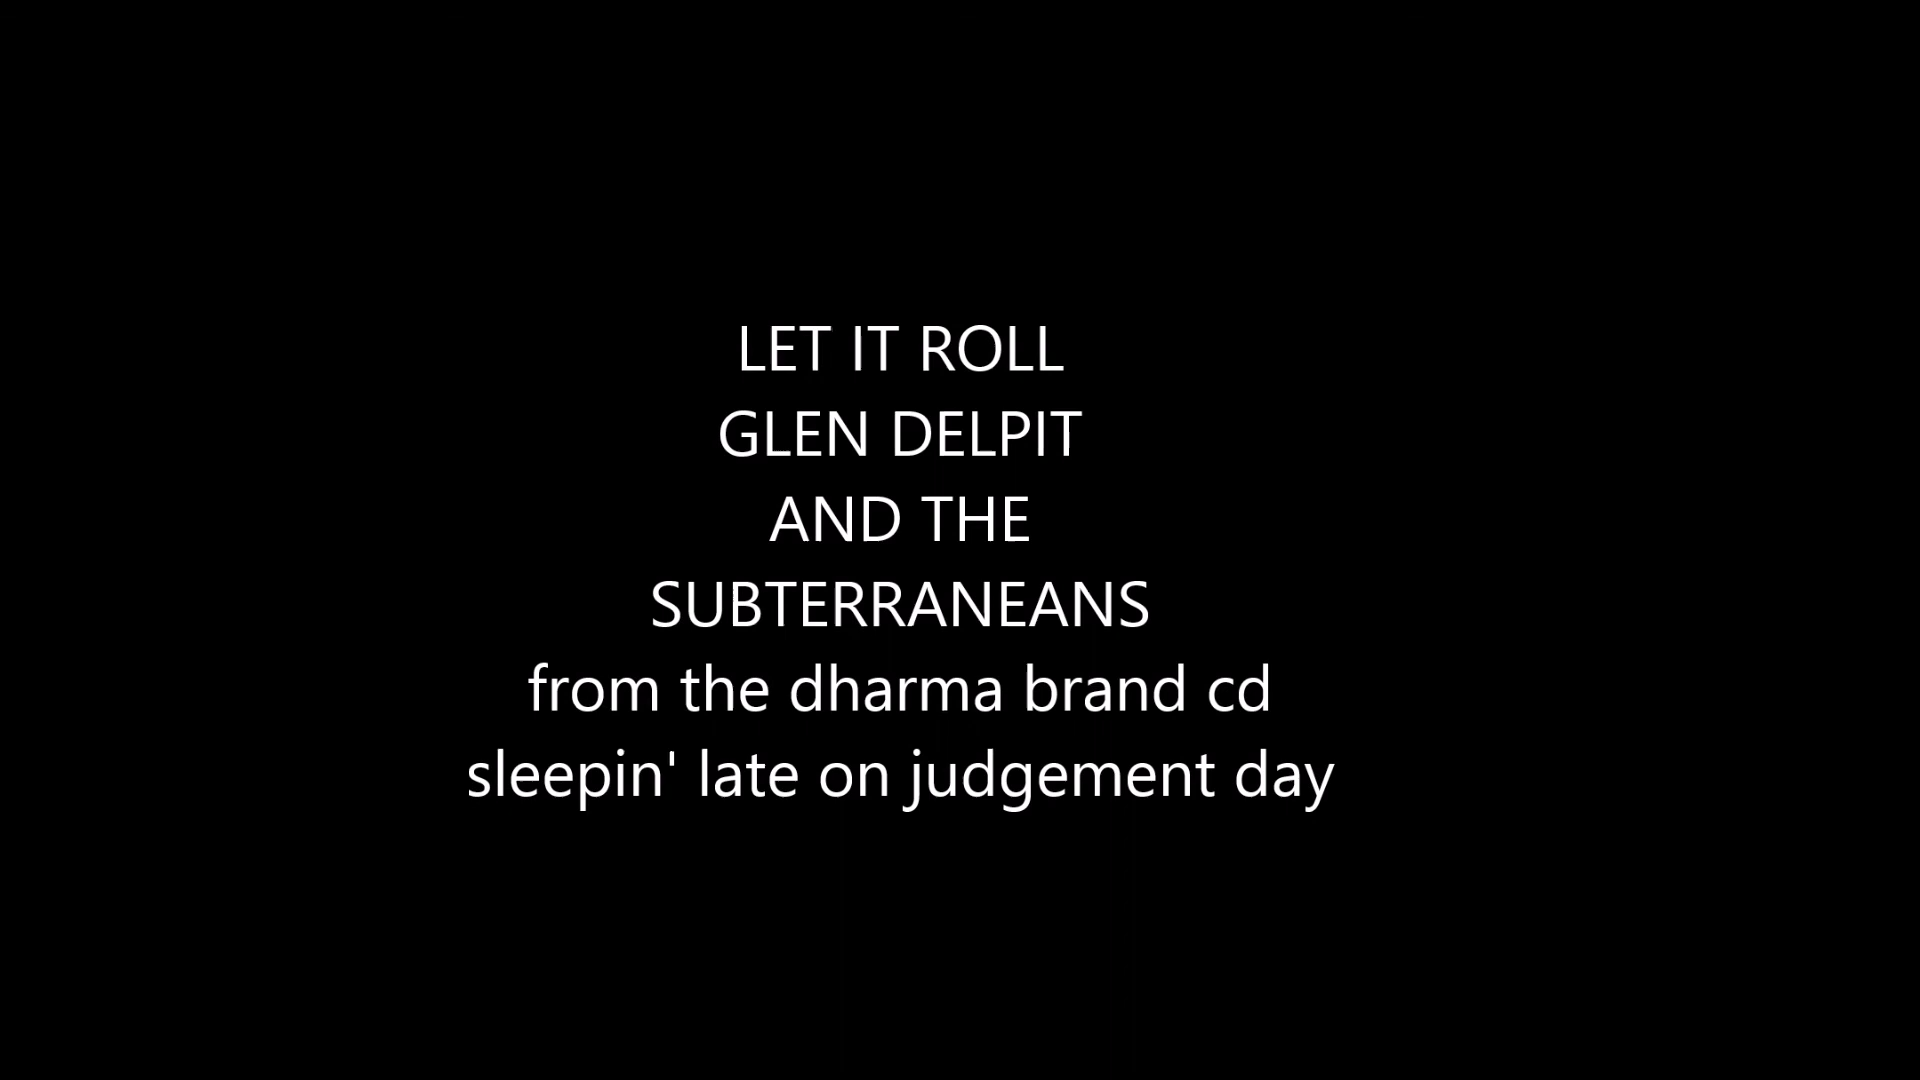 LET IT ROLL
GLEN DELPIT
AND THE
SUBTERRANEANS
from the dharma brand cd
sleepin' late on judgement day